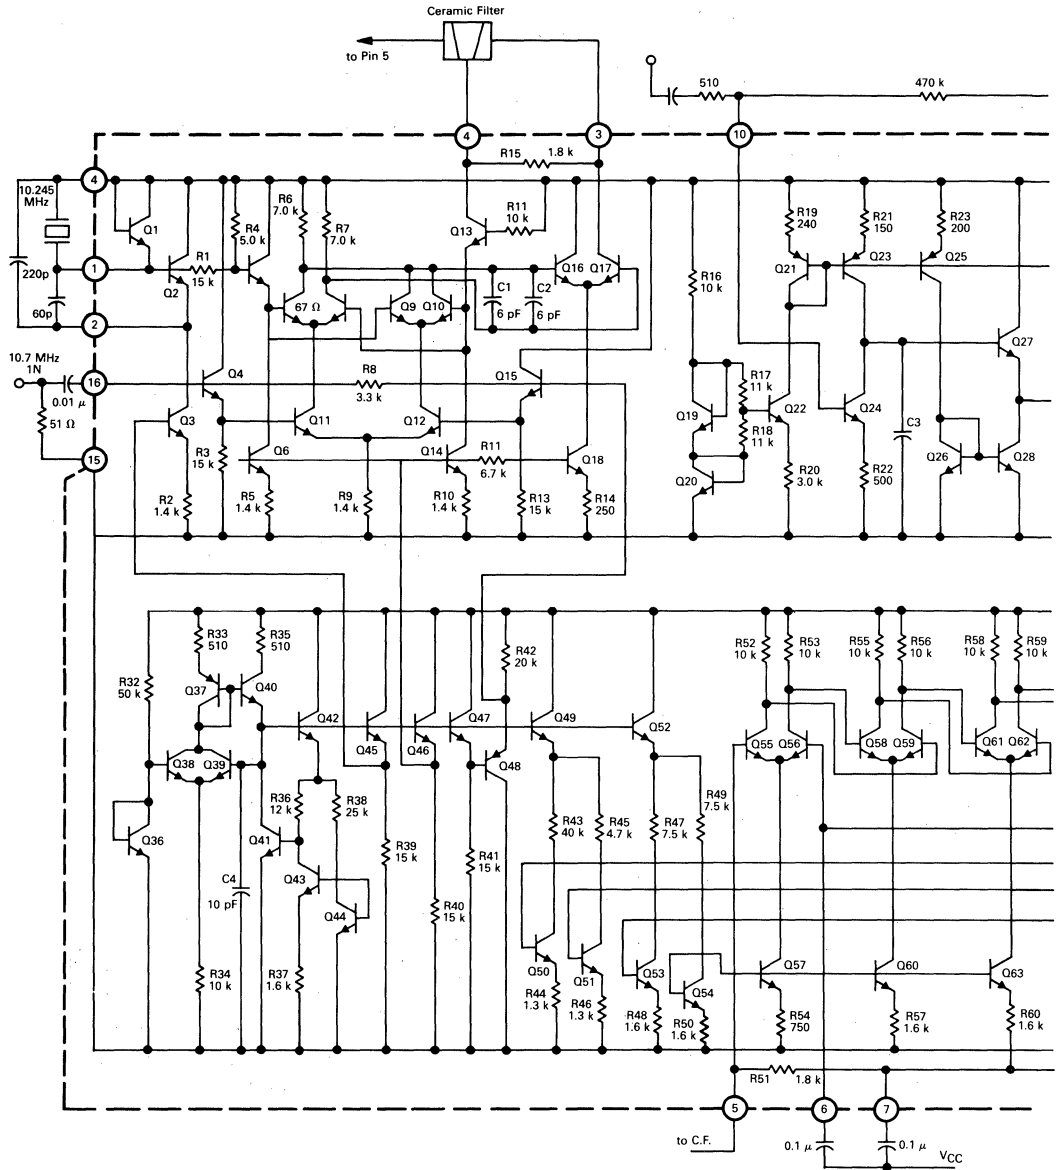 Ceramic Filter
to Pin 5
510
470 k
4
3
10
R15 1.8 k
4
10.245
MHz
220p
60p
1
2
10.7 MHz
1N
0.01 μ
51 Ω
16
15
Q1
R1
15 k
Q2
R4
5.0 k
R6
7.0 k
R7
7.0 k
Q13
R11
10 k
Q16
Q17
67 Ω
Q9
Q10
C1
6 pF
C2
6 pF
Q4
R8
3.3 k
Q15
Q3
Q11
Q12
R3
15 k
Q6
Q14
R11
6.7 k
Q18
R2
1.4 k
R5
1.4 k
R9
1.4 k
R10
1.4 k
R13
15 k
R14
250
R16
10 k
R19
240
R21
150
R23
200
Q21
Q23
Q25
R17
11 k
R18
11 k
Q19
Q20
Q22
Q24
R20
3.0 k
R22
500
C3
Q27
Q26
Q28
R32
50 k
R33
510
R35
510
Q37
Q40
Q38
Q39
Q36
C4
10 pF
R34
10 k
Q41
Q42
R36
12 k
R38
25 k
Q43
Q44
R37
1.6 k
Q45
R39
15 k
Q46
R40
15 k
Q47
R41
15 k
R42
20 k
Q48
Q49
R43
40 k
R45
4.7 k
Q50
R44
1.3 k
Q51
R46
1.3 k
Q52
R47
7.5 k
R49
7.5 k
Q53
R48
1.6 k
Q54
R50
1.6 k
R52
10 k
R53
10 k
Q55
Q56
Q57
R54
750
R55
10 k
R56
10 k
Q58
Q59
Q60
R57
1.6 k
R58
10 k
R59
10 k
Q61
Q62
Q63
R60
1.6 k
R51 1.8 k
5
6
7
to C.F.
0.1 μ
0.1 μ
VCC